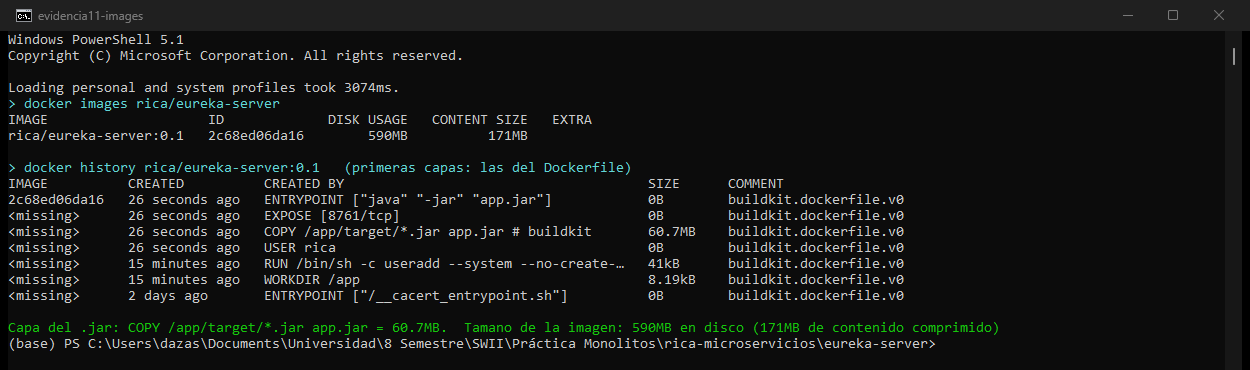 evidencia11-images
Windows PowerShell 5.1
Copyright (C) Microsoft Corporation. All rights reserved.
Loading personal and system profiles took 3074ms.
> docker images rica/eureka-server
IMAGE ID DISK USAGE CONTENT SIZE EXTRA
rica/eureka-server:0.1 2c68ed06da16 590MB 171MB
> docker history rica/eureka-server:0.1 (primeras capas: las del Dockerfile)
IMAGE CREATED CREATED BY SIZE COMMENT
2c68ed06da16 26 seconds ago ENTRYPOINT ["java" "-jar" "app.jar"] 0B buildkit.dockerfile.v0
<missing> 26 seconds ago EXPOSE [8761/tcp] 0B buildkit.dockerfile.v0
<missing> 26 seconds ago COPY /app/target/*.jar app.jar # buildkit 60.7MB buildkit.dockerfile.v0
<missing> 26 seconds ago USER rica 0B buildkit.dockerfile.v0
<missing> 15 minutes ago RUN /bin/sh -c useradd --system --no-create-… 41kB buildkit.dockerfile.v0
<missing> 15 minutes ago WORKDIR /app 8.19kB buildkit.dockerfile.v0
<missing> 2 days ago ENTRYPOINT ["/__cacert_entrypoint.sh"] 0B buildkit.dockerfile.v0
Capa del .jar: COPY /app/target/*.jar app.jar = 60.7MB. Tamano de la imagen: 590MB en disco (171MB de contenido comprimido)
(base) PS C:\Users\dazas\Documents\Universidad\8 Semestre\SWII\Práctica Monolitos\rica-microservicios\eureka-server>